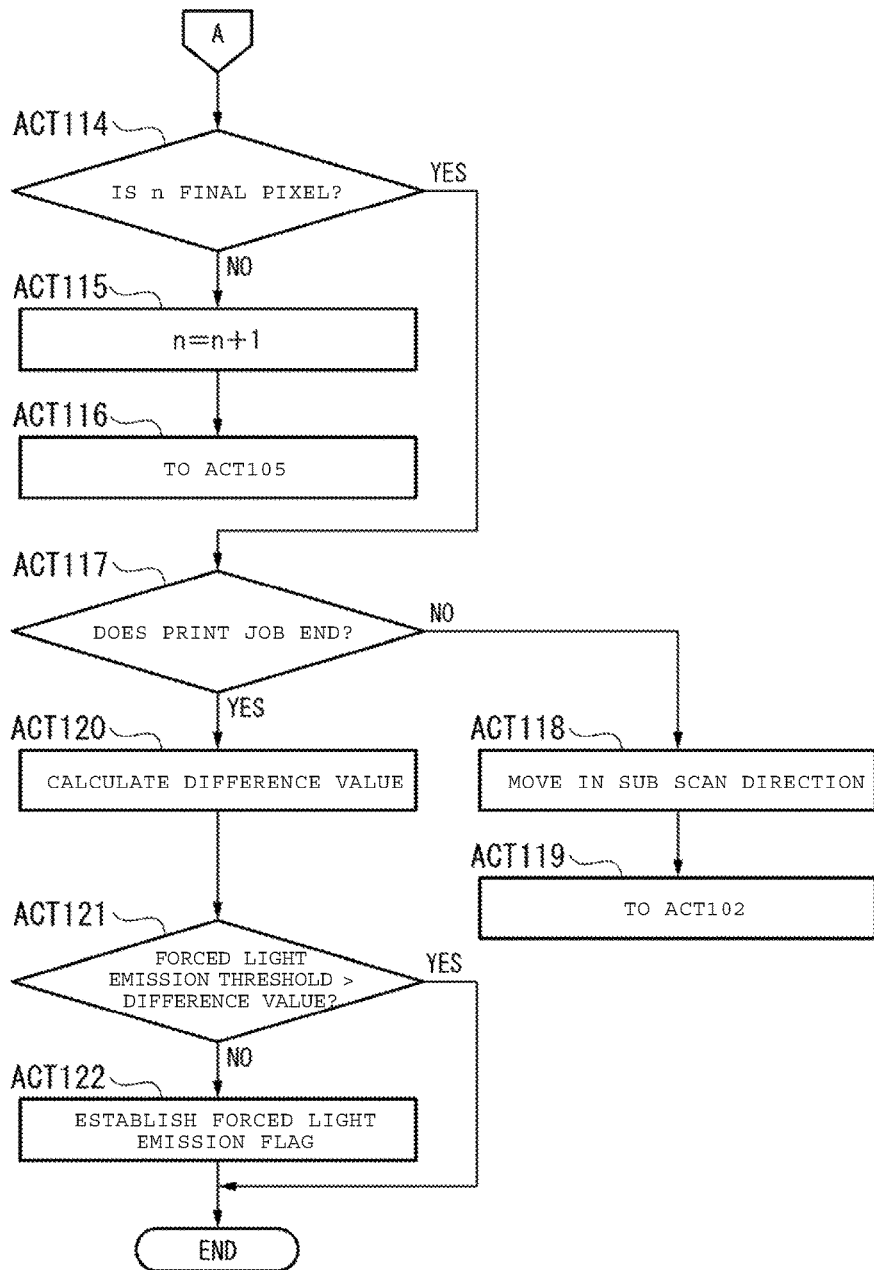 A
ACT114
YES
IS n FINAL PIXEL?
NO
ACT115
n=n+1
ACT116
TO ACT105
ACT117
NO
DOES PRINT JOB END?
YES
ACT120
CALCULATE DIFFERENCE VALUE
ACT118
MOVE IN SUB SCAN DIRECTION
ACT119
TO ACT102
ACT121
YES
FORCED LIGHT
EMISSION THRESHOLD >
DIFFERENCE VALUE?
NO
ACT122
ESTABLISH FORCED LIGHT
EMISSION FLAG
END